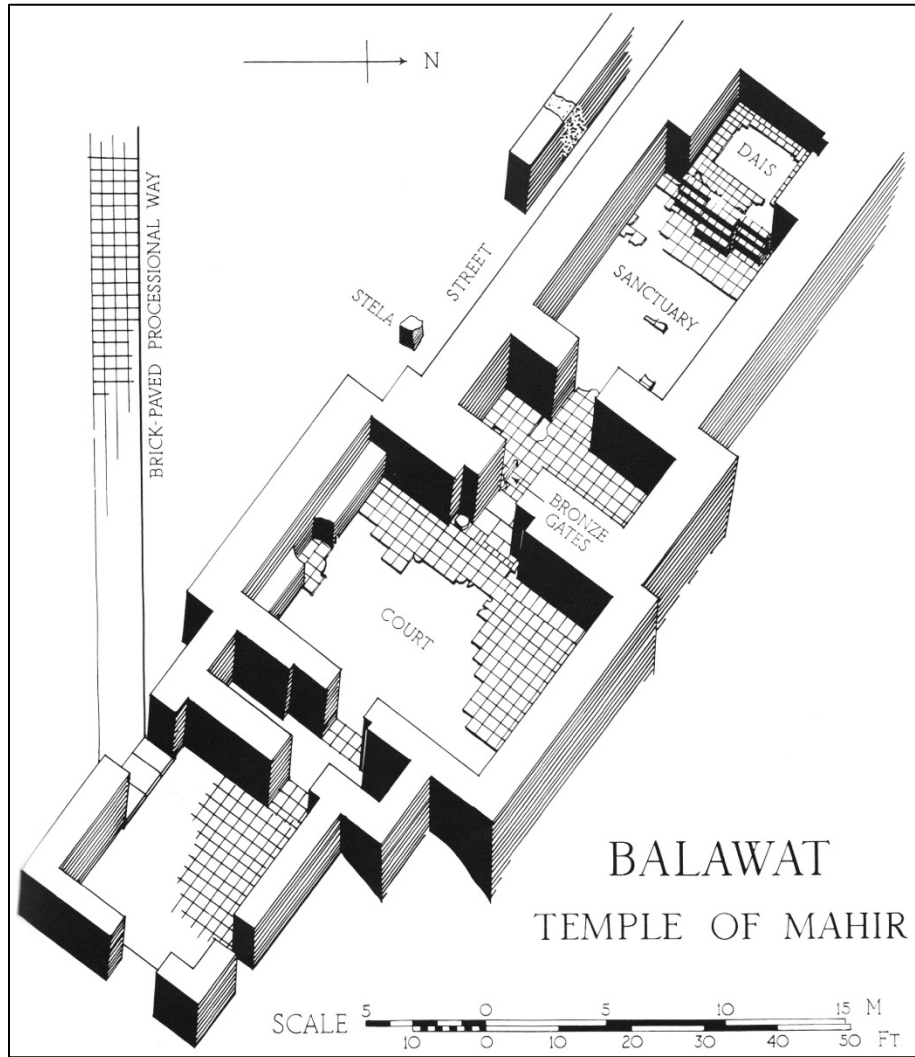 N
DAIS
BRICK-PAVED PROCESSIONAL WAY
STREET
STELA
SANCTUARY
BRONZE
GATES
COURT
BALAWAT
TEMPLE OF MAHIR
SCALE 5 0 5 10 15 M
10 0 10 20 30 40 50 FT